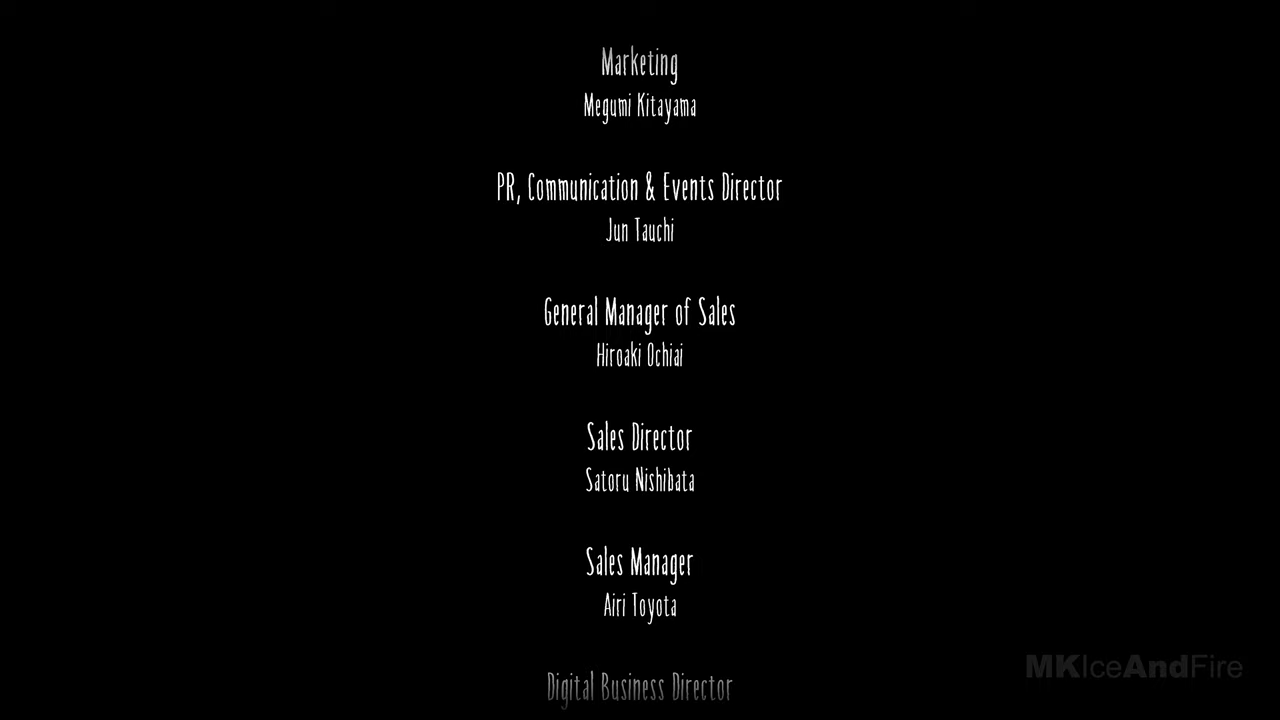 Marketing
Megumi Kitayama
PR, Communication & Events Director
Jun Tauchi
General Manager of Sales
Hiroaki Ochiai
Sales Director
Satoru Nishibata
Sales Manager
Airi Toyota
MKIceAndFire
Digital Business Director